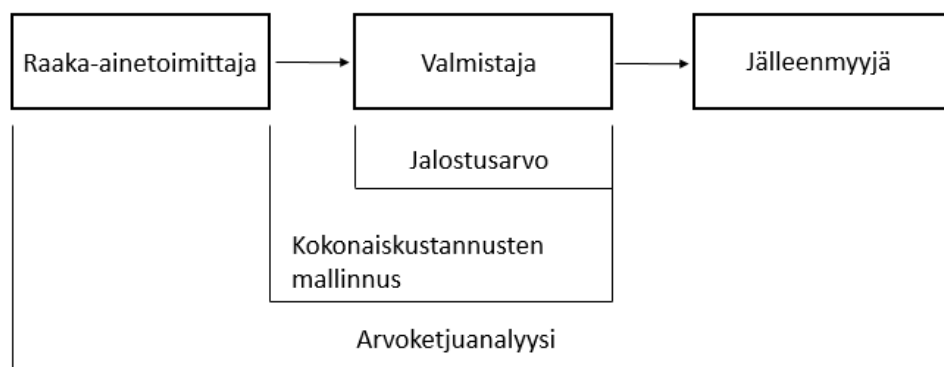 Raaka-ainetoimittaja
Valmistaja
Jälleenmyyjä
Jalostusarvo
Kokonaiskustannusten
mallinnus
Arvoketjuanalyysi